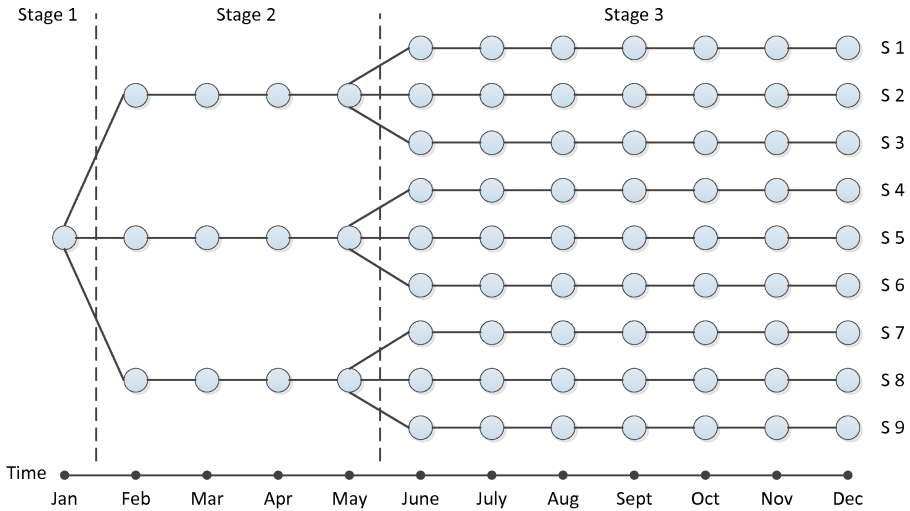 Stage 1 Stage 2 Stage 3
S 1
S 2
S 3
S 4
S 5
S 6
S 7
S 8
S 9
Time
Jan Feb Mar Apr May June July Aug Sept Oct Nov Dec